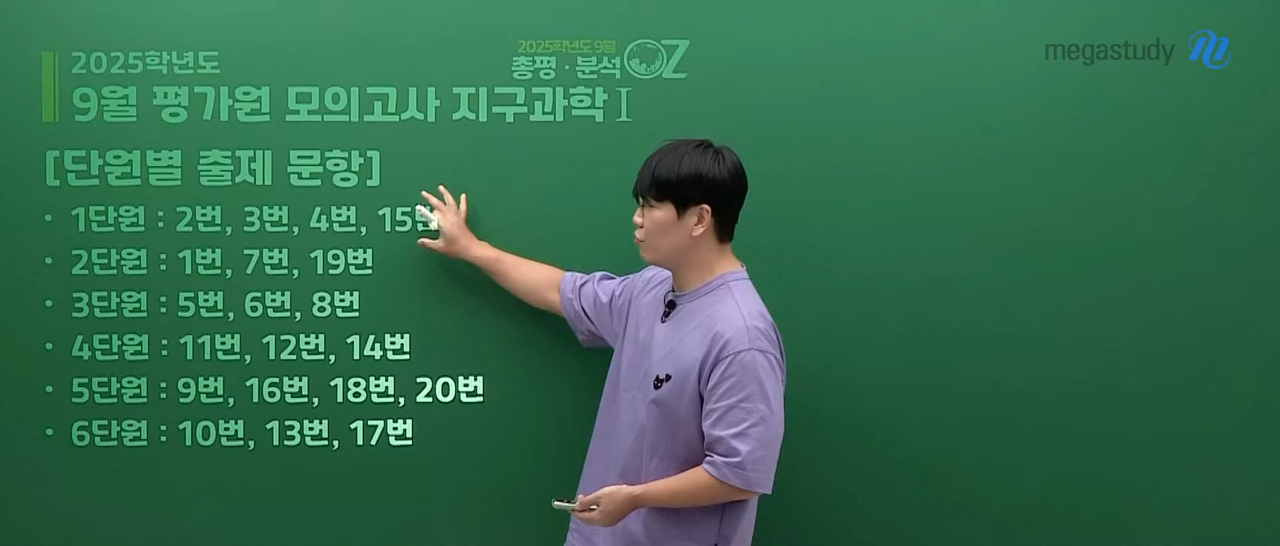 megastudy
2025학년도
2025학년도 9월
총평·분석 OZ
9월 평가원 모의고사 지구과학Ⅰ
[단원별 출제 문항]
• 1단원 : 2번, 3번, 4번, 15번
• 2단원 : 1번, 7번, 19번
• 3단원 : 5번, 6번, 8번
• 4단원 : 11번, 12번, 14번
• 5단원 : 9번, 16번, 18번, 20번
• 6단원 : 10번, 13번, 17번